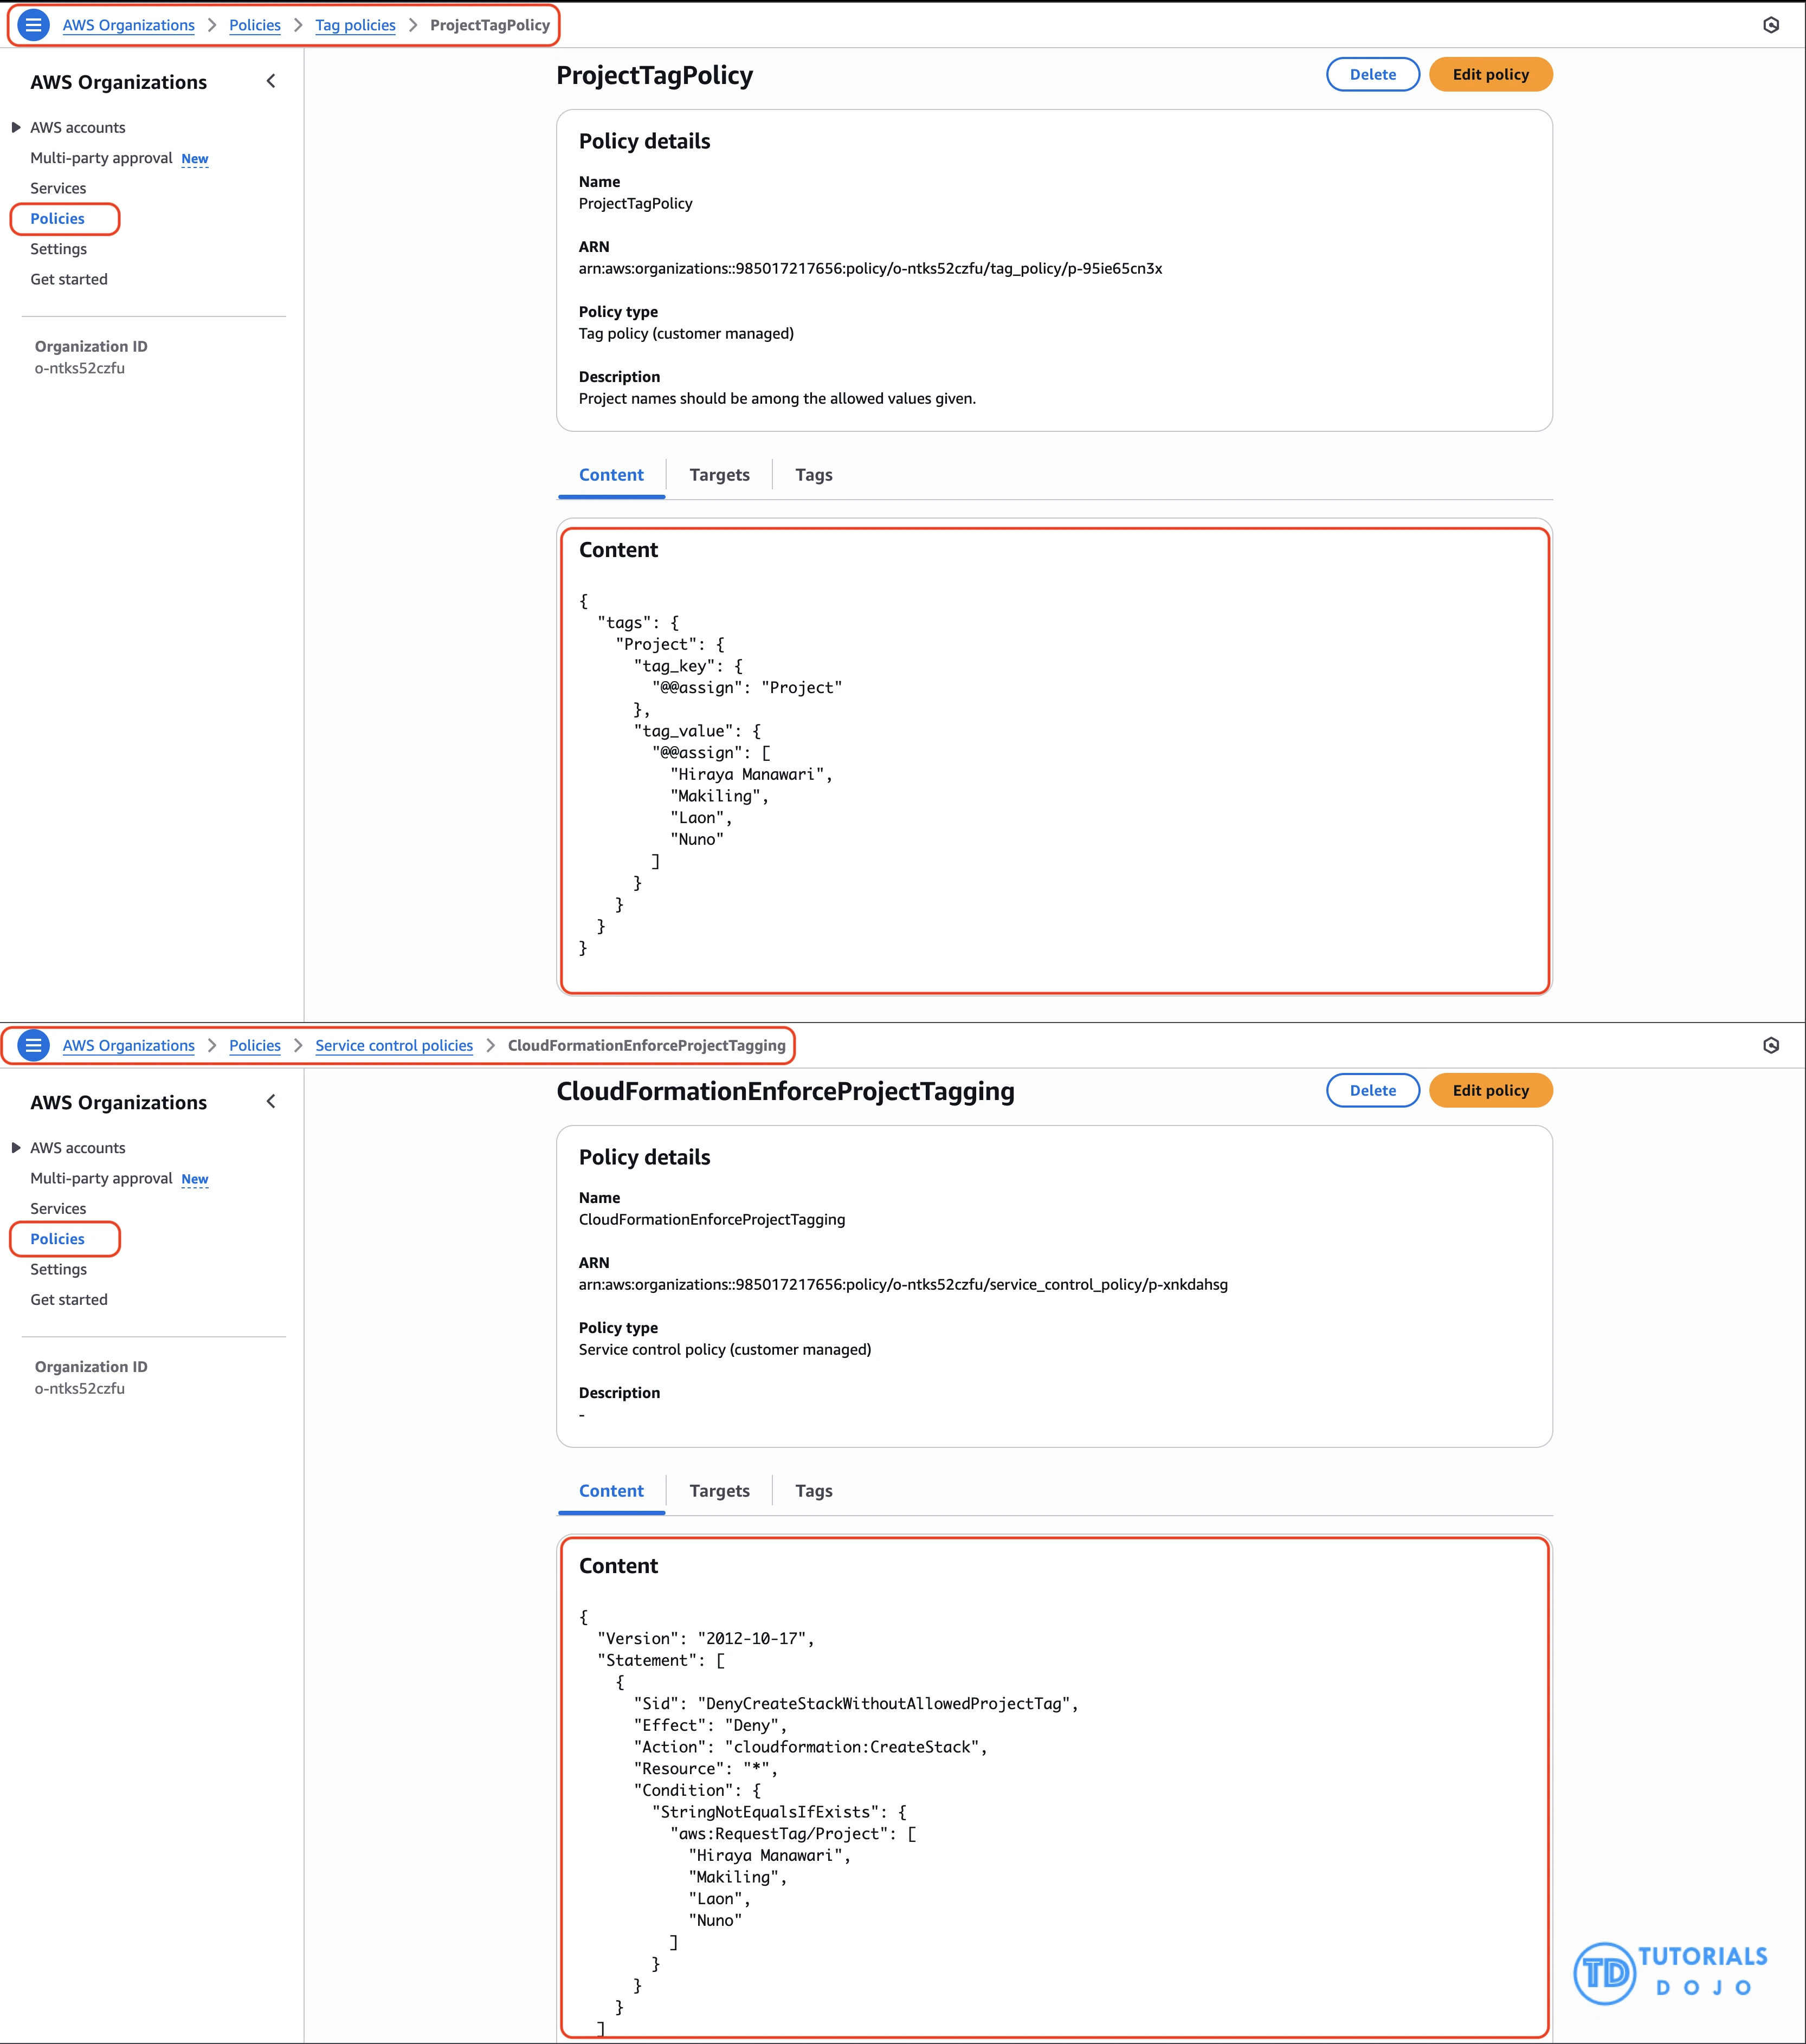 AWS Organizations > Policies > Tag policies > ProjectTagPolicy
AWS Organizations
AWS accounts
Multi-party approval New
Services
Policies
Settings
Get started
Organization ID
o-ntks52czfu
ProjectTagPolicy
Delete
Edit policy
Policy details
Name
ProjectTagPolicy
ARN
arn:aws:organizations::985017217656:policy/o-ntks52czfu/tag_policy/p-95ie65cn3x
Policy type
Tag policy (customer managed)
Description
Project names should be among the allowed values given.
Content
Targets
Tags
Content
{
  "tags": {
    "Project": {
      "tag_key": {
        "@@assign": "Project"
      },
      "tag_value": {
        "@@assign": [
          "Hiraya Manawari",
          "Makiling",
          "Laon",
          "Nuno"
        ]
      }
    }
  }
}
AWS Organizations > Policies > Service control policies > CloudFormationEnforceProjectTagging
AWS Organizations
AWS accounts
Multi-party approval New
Services
Policies
Settings
Get started
Organization ID
o-ntks52czfu
CloudFormationEnforceProjectTagging
Delete
Edit policy
Policy details
Name
CloudFormationEnforceProjectTagging
ARN
arn:aws:organizations::985017217656:policy/o-ntks52czfu/service_control_policy/p-xnkdahsg
Policy type
Service control policy (customer managed)
Description
-
Content
Targets
Tags
Content
{
  "Version": "2012-10-17",
  "Statement": [
    {
      "Sid": "DenyCreateStackWithoutAllowedProjectTag",
      "Effect": "Deny",
      "Action": "cloudformation:CreateStack",
      "Resource": "*",
      "Condition": {
        "StringNotEqualsIfExists": {
          "aws:RequestTag/Project": [
            "Hiraya Manawari",
            "Makiling",
            "Laon",
            "Nuno"
          ]
        }
      }
    }
  ]
TD
TUTORIALS
DOJO